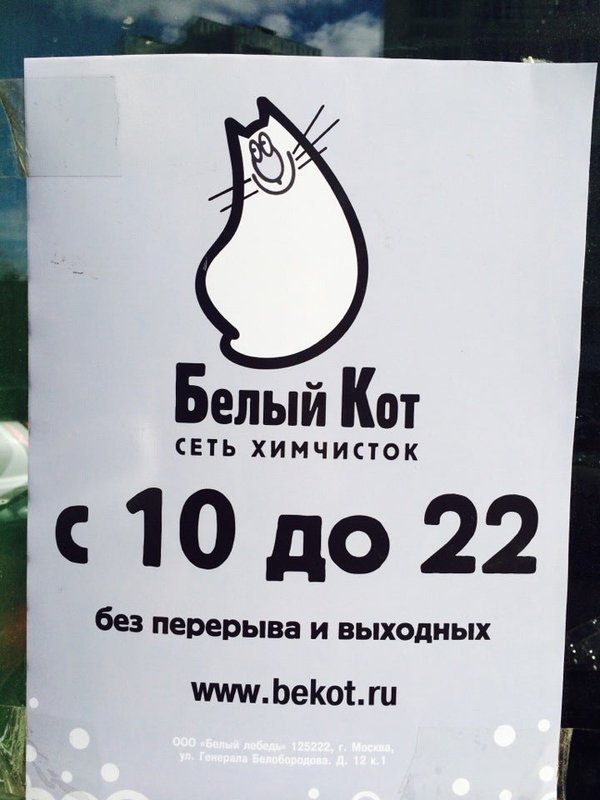 Белый Кот
СЕТЬ ХИМЧИСТОК
с 10 до 22
без перерыва и выходных
www.bekot.ru
ООО «Белый лебедь» 125222, г. Москва,
ул. Генерала Белобородова. Д. 12 к.1